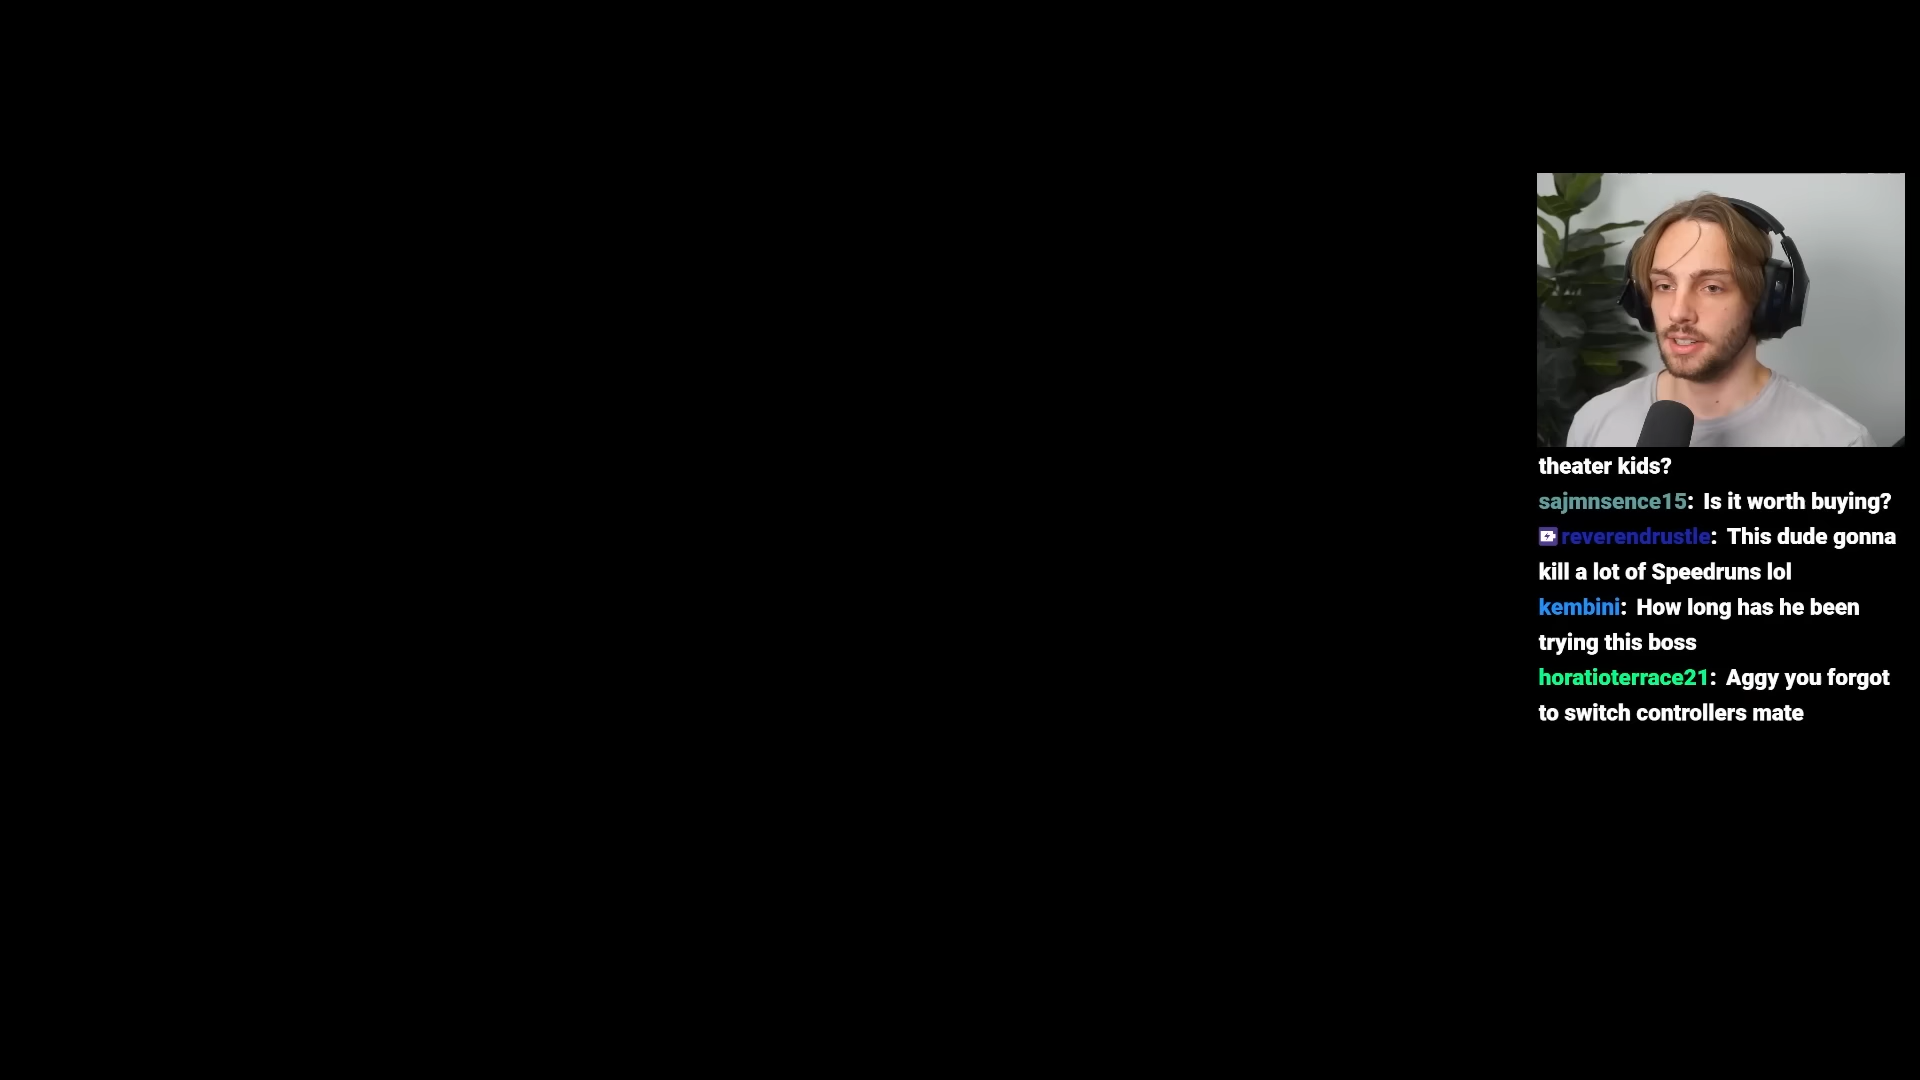 theater kids?
sajmnsence15: Is it worth buying?
reverendrustle: This dude gonna
kill a lot of Speedruns lol
kembini: How long has he been
trying this boss
horatioterrace21: Aggy you forgot
to switch controllers mate